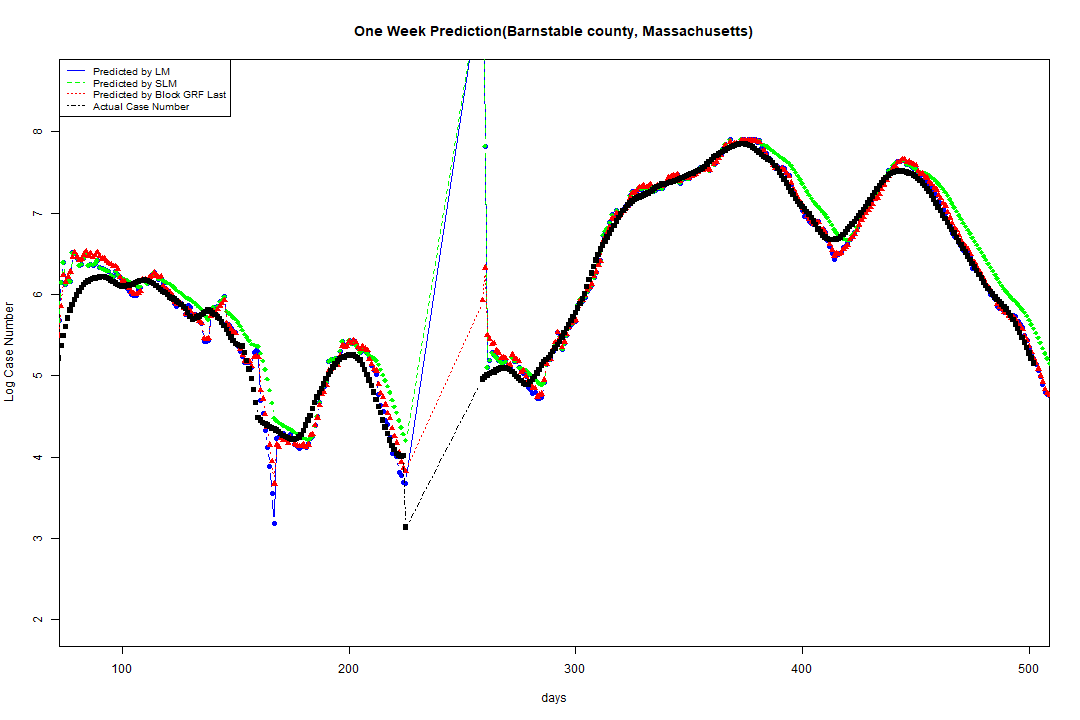 One Week Prediction(Barnstable county, Massachusetts)
Predicted by LM
Predicted by SLM
Predicted by Block GRF Last
Actual Case Number
8
7
6
5
4
3
2
Log Case Number
100 200 300 400 500
days